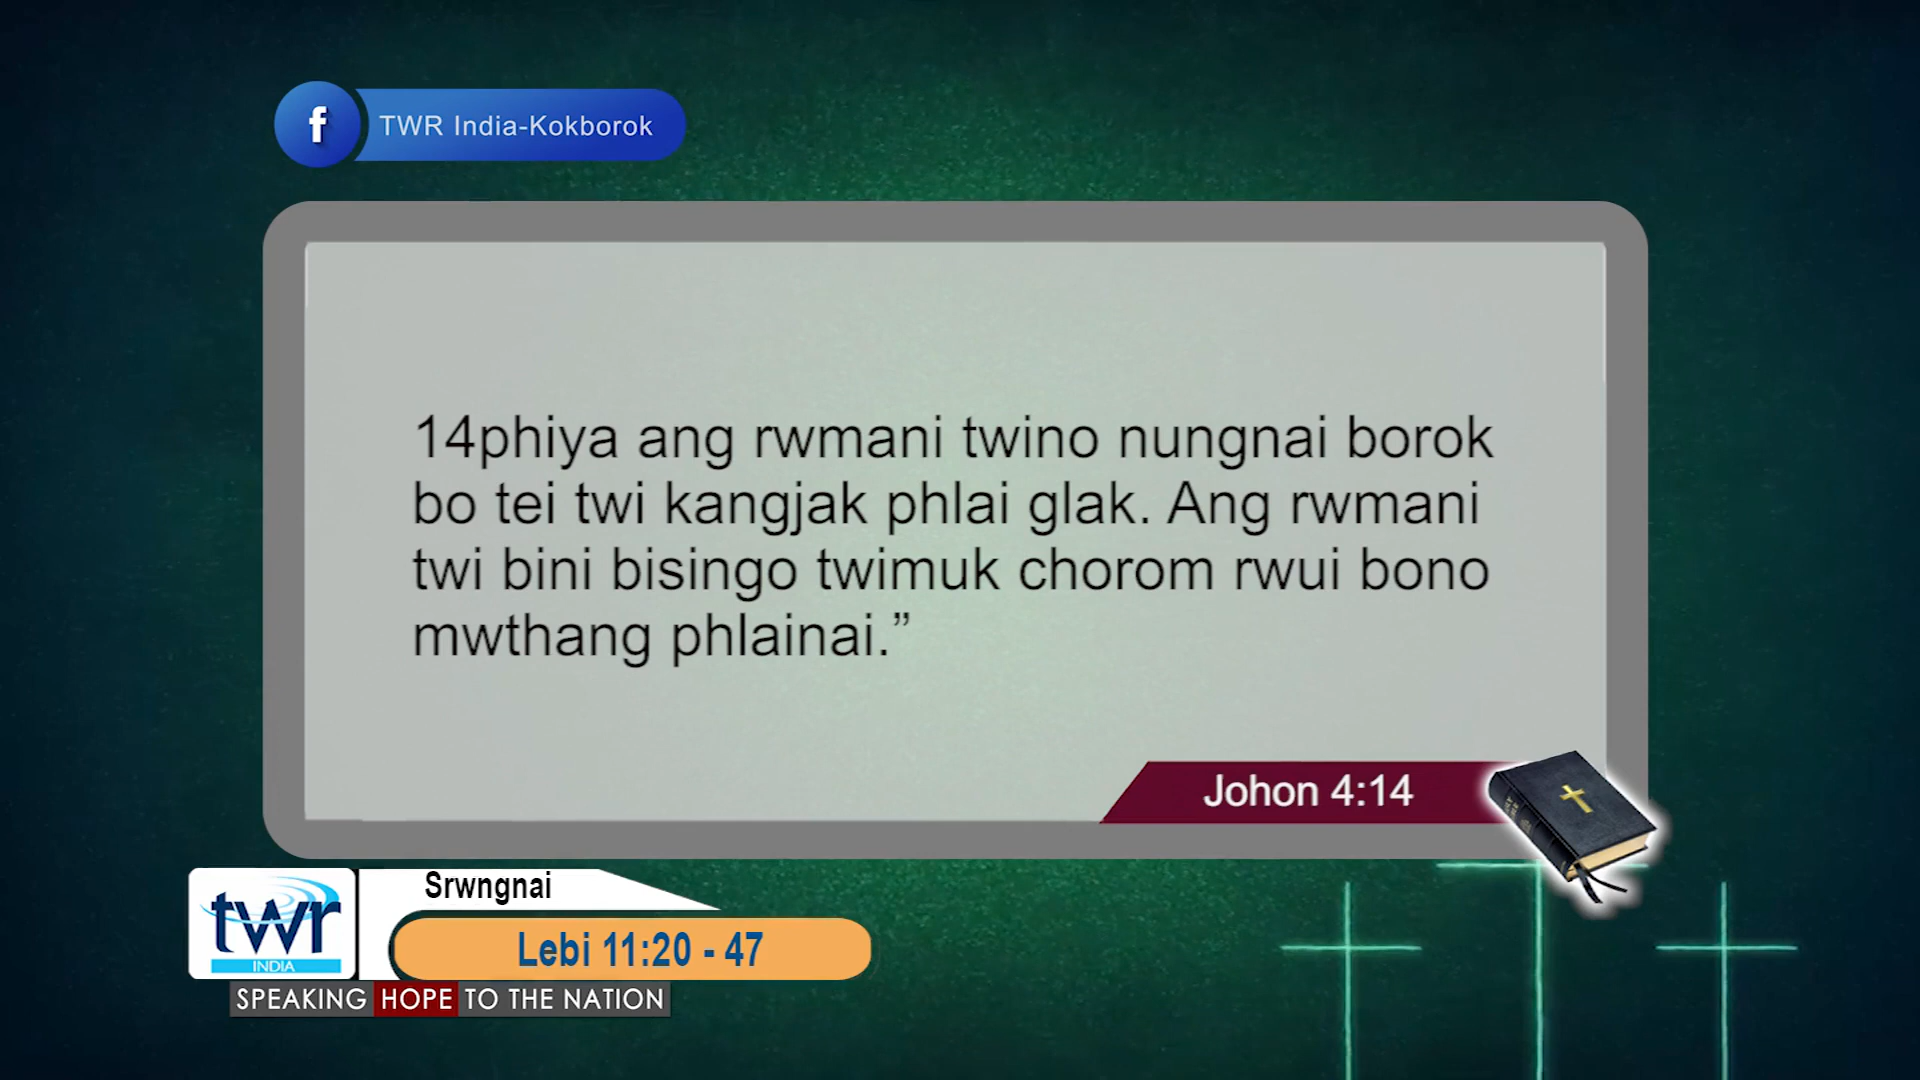 f
TWR India-Kokborok
14phiya ang rwmani twino nungnai borok
bo tei twi kangjak phlai glak. Ang rwmani
twi bini bisingo twimuk chorom rwui bono
mwthang phlainai.”
Johon 4:14
twr
INDIA
Srwngnai
Lebi 11:20 - 47
SPEAKING HOPE TO THE NATION